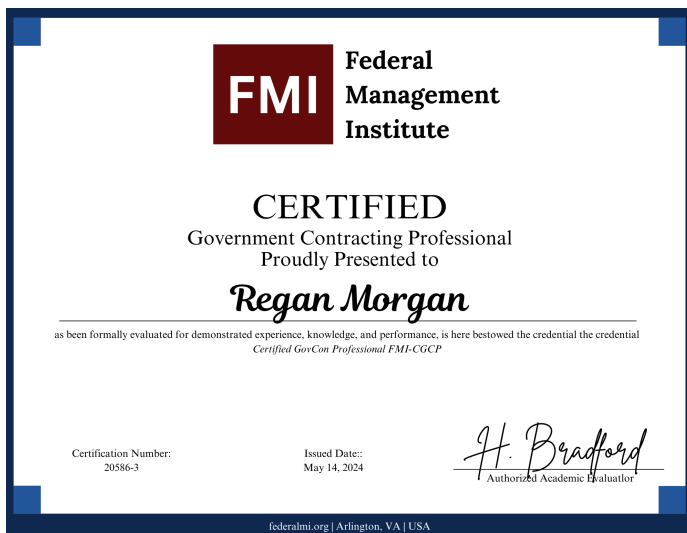 FMI
Federal
Management
Institute
CERTIFIED
Government Contracting Professional
Proudly Presented to
Regan Morgan
as been formally evaluated for demonstrated experience, knowledge, and performance, is here bestowed the credential the credential
Certified GovCon Professional FMI-CGCP
Certification Number:
20586-3
Issued Date::
May 14, 2024
H. Bradford
Authorized Academic Evaluatlor
federalmi.org | Arlington, VA | USA